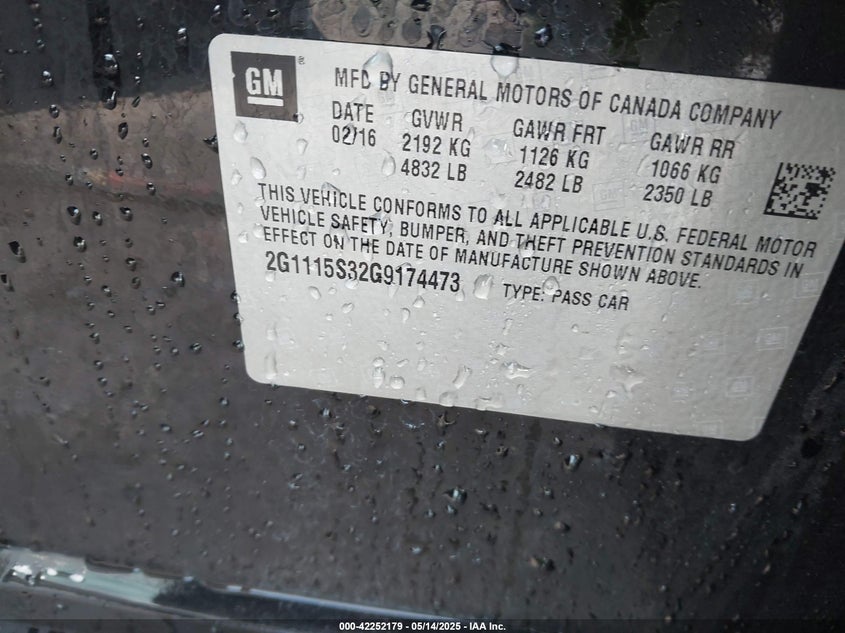 GM
MFD BY GENERAL MOTORS OF CANADA COMPANY
DATE GVWR GAWR FRT GAWR RR
02/16 2192 KG 1126 KG 1066 KG
4832 LB 2482 LB 2350 LB
THIS VEHICLE CONFORMS TO ALL APPLICABLE U.S. FEDERAL MOTOR
VEHICLE SAFETY, BUMPER, AND THEFT PREVENTION STANDARDS IN
EFFECT ON THE DATE OF MANUFACTURE SHOWN ABOVE.
2G1115S32G9174473 TYPE: PASS CAR
000-42252179 - 05/14/2025 - IAA Inc.